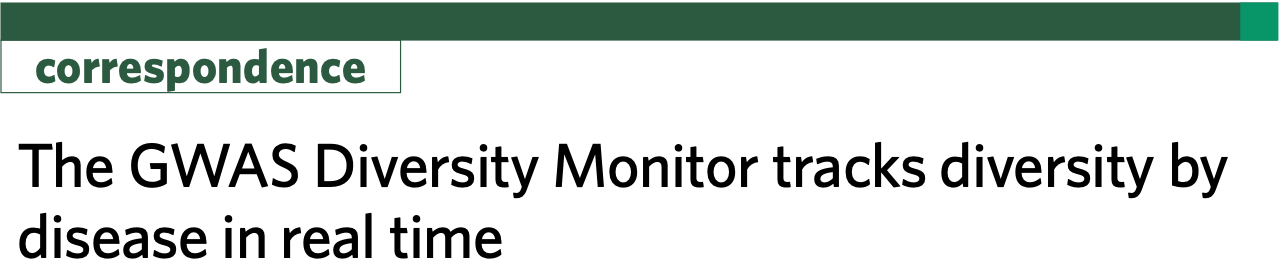 correspondence
The GWAS Diversity Monitor tracks diversity by
disease in real time